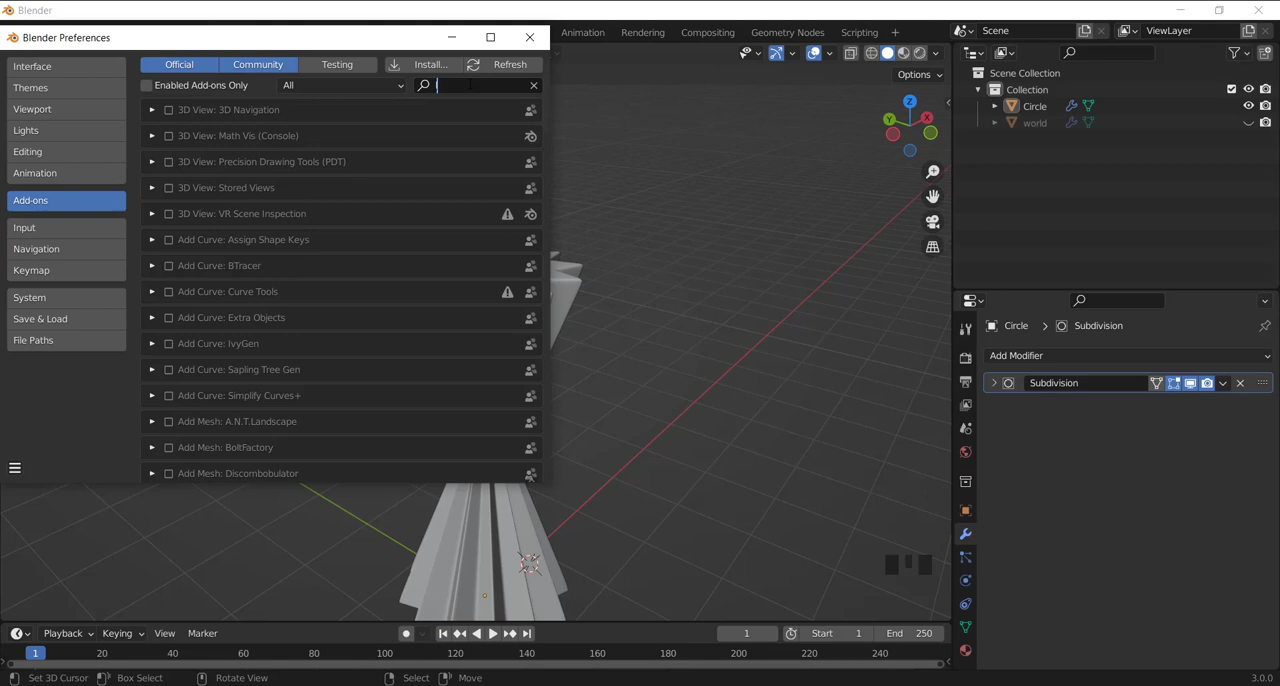 Blender
Blender Preferences
Animation Rendering Compositing Geometry Nodes Scripting +
Scene
ViewLayer
Interface
Themes
Viewport
Lights
Editing
Animation
Add-ons
Input
Navigation
Keymap
System
Save & Load
File Paths
Official Community Testing Install... Refresh
Enabled Add-ons Only All
3D View: 3D Navigation
3D View: Math Vis (Console)
3D View: Precision Drawing Tools (PDT)
3D View: Stored Views
3D View: VR Scene Inspection
Add Curve: Assign Shape Keys
Add Curve: BTracer
Add Curve: Curve Tools
Add Curve: Extra Objects
Add Curve: IvyGen
Add Curve: Sapling Tree Gen
Add Curve: Simplify Curves+
Add Mesh: A.N.T.Landscape
Add Mesh: BoltFactory
Add Mesh: Discombobulator
Options
Z
Y
X
Scene Collection
Collection
Circle
world
Circle > Subdivision
Add Modifier
Subdivision
Playback Keying View Marker
1
Start 1 End 250
1 20 40 60 80 100 120 140 160 180 200 220 240
Set 3D Cursor Box Select Rotate View Select Move 3.0.0